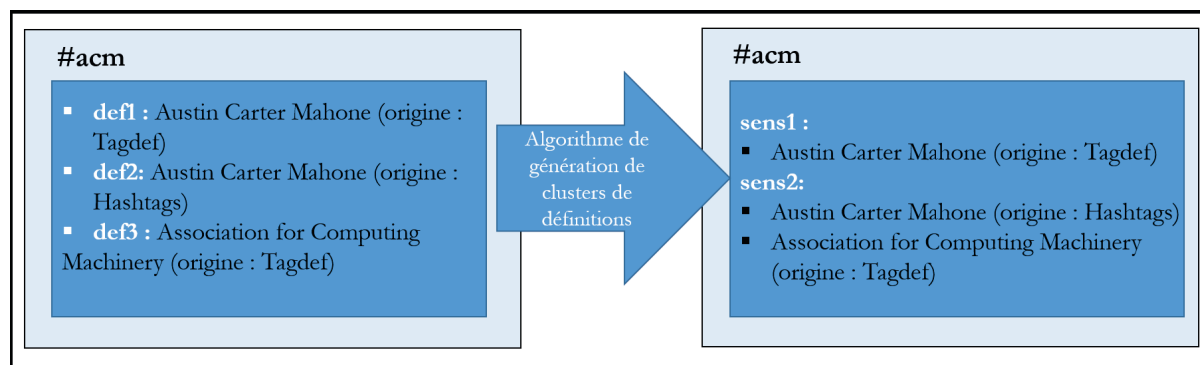 #acm
def1 : Austin Carter Mahone (origine :
Tagdef)
def2: Austin Carter Mahone (origine :
Hashtags)
def3 : Association for Computing
Machinery (origine : Tagdef)
Algorithme de
génération de
clusters de
définitions
#acm
sens1 :
Austin Carter Mahone (origine : Tagdef)
sens2:
Austin Carter Mahone (origine : Hashtags)
Association for Computing Machinery
(origine : Tagdef)